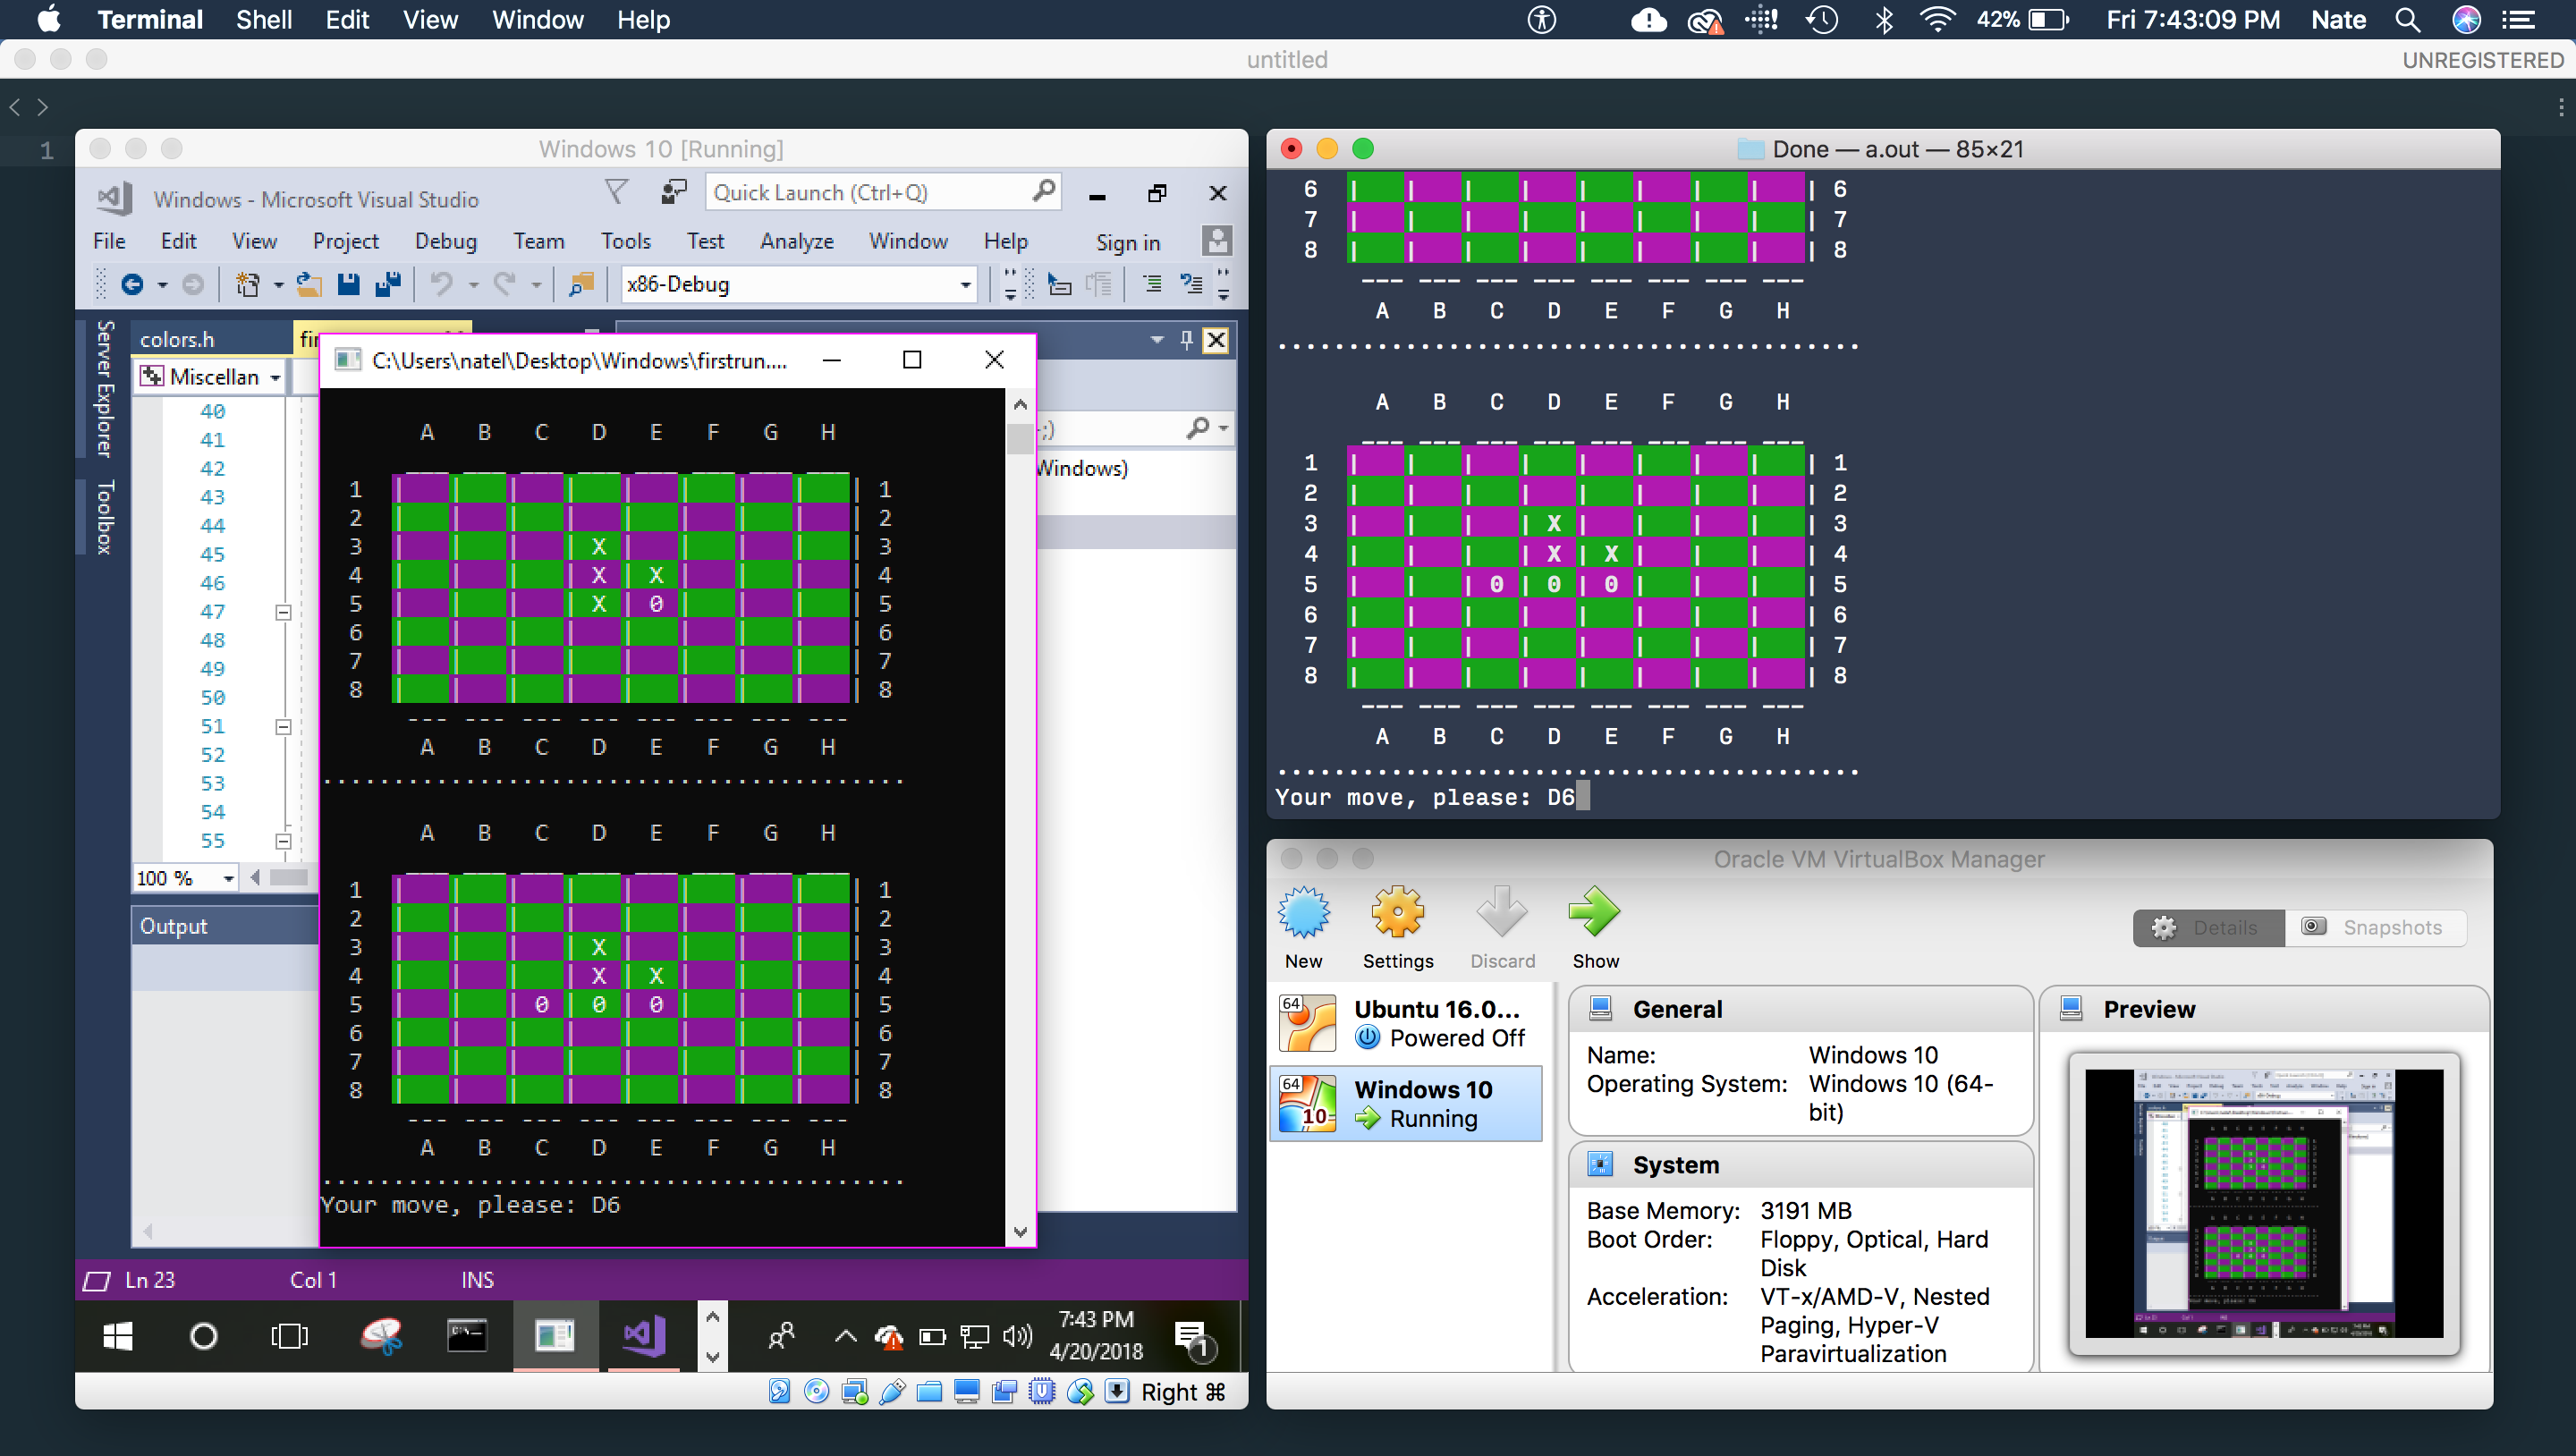 Terminal Shell Edit View Window Help 42% Fri 7:43:09 PM Nate
untitled UNREGISTERED
1
Windows 10 [Running]
Windows - Microsoft Visual Studio Quick Launch (Ctrl+Q)
File Edit View Project Debug Team Tools Test Analyze Window Help Sign in
x86-Debug
Server Explorer
Toolbox
colors.h fir
Miscellan
40
41
42
43
44
45
46
47
48
49
50
51
52
53
54
55
100 %
Output
;)
Windows)
C:\Users\natel\Desktop\Windows\firstrun....
A B C D E F G H
--- --- --- --- --- --- --- ---
1 | | | | | | | | | 1
2 | | | | | | | | | 2
3 | | | | X | | | | | 3
4 | | | | X | X | | | | 4
5 | | | | X | 0 | | | | 5
6 | | | | | | | | | 6
7 | | | | | | | | | 7
8 | | | | | | | | | 8
--- --- --- --- --- --- --- ---
A B C D E F G H
.........................................
A B C D E F G H
--- --- --- --- --- --- --- ---
1 | | | | | | | | | 1
2 | | | | | | | | | 2
3 | | | | X | | | | | 3
4 | | | | X | X | | | | 4
5 | | | 0 | 0 | 0 | | | | 5
6 | | | | | | | | | 6
7 | | | | | | | | | 7
8 | | | | | | | | | 8
--- --- --- --- --- --- --- ---
A B C D E F G H
.........................................
Your move, please: D6
Ln 23 Col 1 INS
7:43 PM
4/20/2018
1
Right ⌘
Done — a.out — 85×21
6 | | | | | | | | | 6
7 | | | | | | | | | 7
8 | | | | | | | | | 8
--- --- --- --- --- --- --- ---
A B C D E F G H
.........................................
A B C D E F G H
--- --- --- --- --- --- --- ---
1 | | | | | | | | | 1
2 | | | | | | | | | 2
3 | | | | X | | | | | 3
4 | | | | X | X | | | | 4
5 | | | 0 | 0 | 0 | | | | 5
6 | | | | | | | | | 6
7 | | | | | | | | | 7
8 | | | | | | | | | 8
--- --- --- --- --- --- --- ---
A B C D E F G H
.........................................
Your move, please: D6
Oracle VM VirtualBox Manager
New Settings Discard Show Details Snapshots
64 Ubuntu 16.0...
Powered Off
64 10 Windows 10
Running
General
Name: Windows 10
Operating System: Windows 10 (64-
bit)
System
Base Memory: 3191 MB
Boot Order: Floppy, Optical, Hard
Disk
Acceleration: VT-x/AMD-V, Nested
Paging, Hyper-V
Paravirtualization
Preview